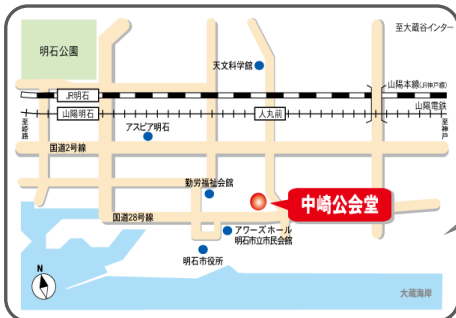 至大蔵谷インター
明石公園
天文科学館
山陽本線(JR神戸線)
JR明石
山陽電鉄
山陽明石
人丸前
至姫路
至神戸
アスピア明石
国道2号線
勤労福祉会館
中崎公会堂
国道28号線
アワーズホール
明石市立市民会館
明石市役所
N
大蔵海岸